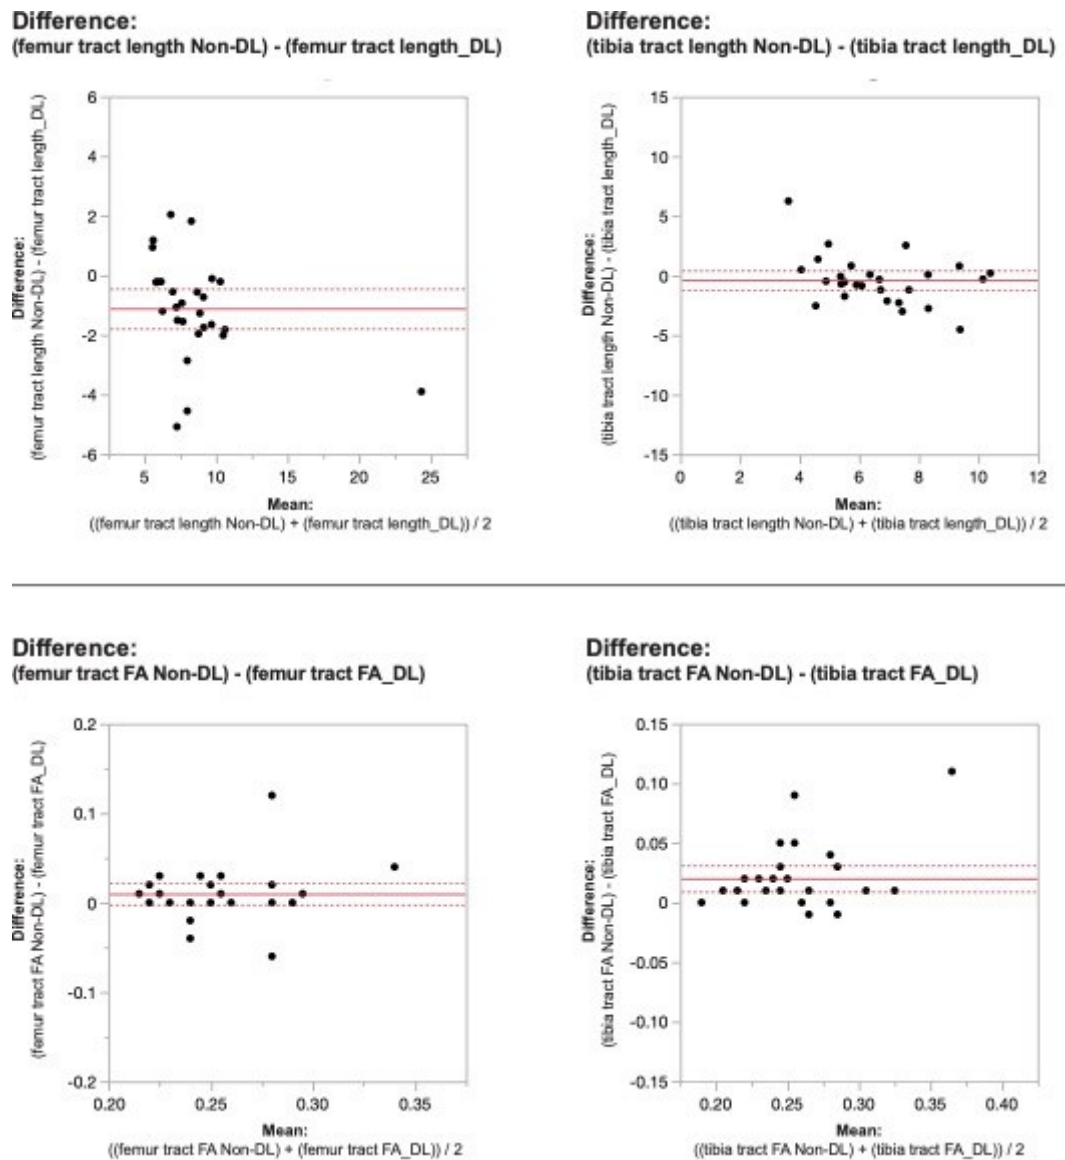 Difference:
(femur tract length Non-DL) - (femur tract length_DL)
6
4
2
0
-2
-4
-6
Difference:
(femur tract length Non-DL) - (femur tract length_DL)
5
10
15
20
25
Mean:
((femur tract length Non-DL) + (femur tract length_DL)) / 2
Difference:
(tibia tract length Non-DL) - (tibia tract length_DL)
15
10
5
0
-5
-10
-15
Difference:
(tibia tract length Non-DL) - (tibia tract length_DL)
0
2
4
6
8
10
12
Mean:
((tibia tract length Non-DL) + (tibia tract length_DL)) / 2
Difference:
(femur tract FA Non-DL) - (femur tract FA_DL)
0.2
0.1
0
-0.1
-0.2
Difference:
(femur tract FA Non-DL) - (femur tract FA_DL)
0.20
0.25
0.30
0.35
Mean:
((femur tract FA Non-DL) + (femur tract FA_DL)) / 2
Difference:
(tibia tract FA Non-DL) - (tibia tract FA_DL)
0.15
0.10
0.05
0
-0.05
-0.10
-0.15
Difference:
(tibia tract FA Non-DL) - (tibia tract FA_DL)
0.20
0.25
0.30
0.35
0.40
Mean:
((tibia tract FA Non-DL) + (tibia tract FA_DL)) / 2